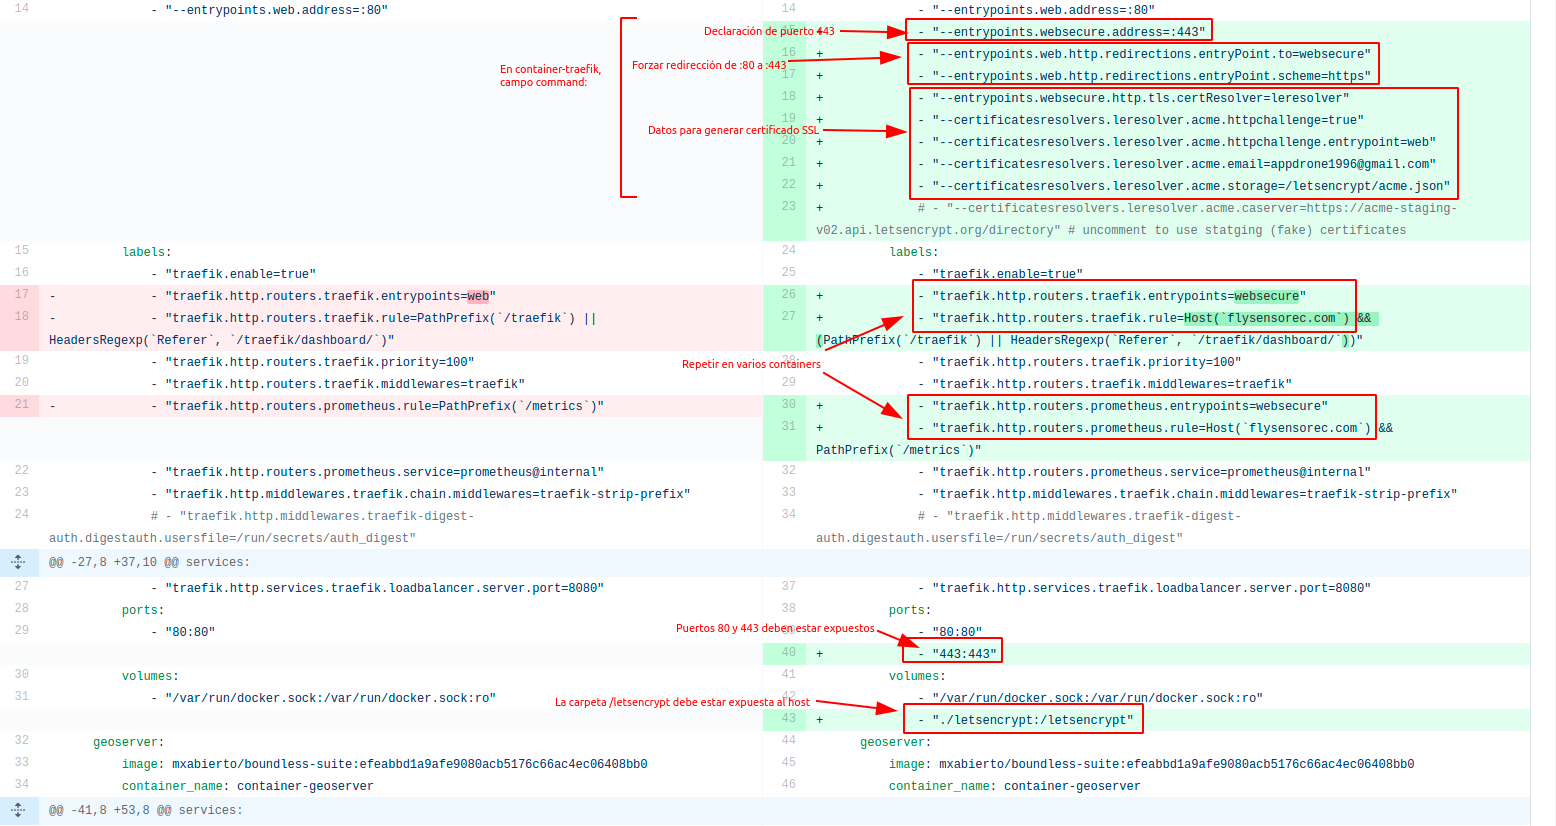 14 - "--entrypoints.web.address=:80"
14 - "--entrypoints.web.address=:80"
Declaración de puerto 443
15 + - "--entrypoints.websecure.address=:443"
16 + - "--entrypoints.web.http.redirections.entryPoint.to=websecure"
Forzar redirección de :80 a :443
En container-traefik,
campo command:
17 + - "--entrypoints.web.http.redirections.entryPoint.scheme=https"
18 + - "--entrypoints.websecure.http.tls.certResolver=leresolver"
19 + - "--certificatesresolvers.leresolver.acme.httpchallenge=true"
Datos para generar certificado SSL
20 + - "--certificatesresolvers.leresolver.acme.httpchallenge.entrypoint=web"
21 + - "--certificatesresolvers.leresolver.acme.email=appdrone1996@gmail.com"
22 + - "--certificatesresolvers.leresolver.acme.storage=/letsencrypt/acme.json"
23 + # - "--certificatesresolvers.leresolver.acme.caserver=https://acme-staging-
v02.api.letsencrypt.org/directory" # uncomment to use statging (fake) certificates
15 labels:
24 labels:
16 - "traefik.enable=true"
25 - "traefik.enable=true"
17 - - "traefik.http.routers.traefik.entrypoints=web"
26 + - "traefik.http.routers.traefik.entrypoints=websecure"
18 - - "traefik.http.routers.traefik.rule=PathPrefix(`/traefik`) ||
HeadersRegexp(`Referer`, `/traefik/dashboard/`)"
27 + - "traefik.http.routers.traefik.rule=Host(`flysensorec.com`) &&
(PathPrefix(`/traefik`) || HeadersRegexp(`Referer`, `/traefik/dashboard/`))"
Repetir en varios containers
19 - "traefik.http.routers.traefik.priority=100"
28 - "traefik.http.routers.traefik.priority=100"
20 - "traefik.http.routers.traefik.middlewares=traefik"
29 - "traefik.http.routers.traefik.middlewares=traefik"
21 - - "traefik.http.routers.prometheus.rule=PathPrefix(`/metrics`)"
30 + - "traefik.http.routers.prometheus.entrypoints=websecure"
31 + - "traefik.http.routers.prometheus.rule=Host(`flysensorec.com`) &&
PathPrefix(`/metrics`)"
22 - "traefik.http.routers.prometheus.service=prometheus@internal"
32 - "traefik.http.routers.prometheus.service=prometheus@internal"
23 - "traefik.http.middlewares.traefik.chain.middlewares=traefik-strip-prefix"
33 - "traefik.http.middlewares.traefik.chain.middlewares=traefik-strip-prefix"
24 # - "traefik.http.middlewares.traefik-digest-
auth.digestauth.usersfile=/run/secrets/auth_digest"
34 # - "traefik.http.middlewares.traefik-digest-
auth.digestauth.usersfile=/run/secrets/auth_digest"
@@ -27,8 +37,10 @@ services:
27 - "traefik.http.services.traefik.loadbalancer.server.port=8080"
37 - "traefik.http.services.traefik.loadbalancer.server.port=8080"
28 ports:
38 ports:
29 - "80:80"
39 - "80:80"
Puertos 80 y 443 deben estar expuestos
40 + - "443:443"
30 volumes:
41 volumes:
31 - "/var/run/docker.sock:/var/run/docker.sock:ro"
42 - "/var/run/docker.sock:/var/run/docker.sock:ro"
La carpeta /letsencrypt debe estar expuesta al host
43 + - "./letsencrypt:/letsencrypt"
32 geoserver:
44 geoserver:
33 image: mxabierto/boundless-suite:efeabbd1a9afe9080acb5176c66ac4ec06408bb0
45 image: mxabierto/boundless-suite:efeabbd1a9afe9080acb5176c66ac4ec06408bb0
34 container_name: container-geoserver
46 container_name: container-geoserver
@@ -41,8 +53,8 @@ services: